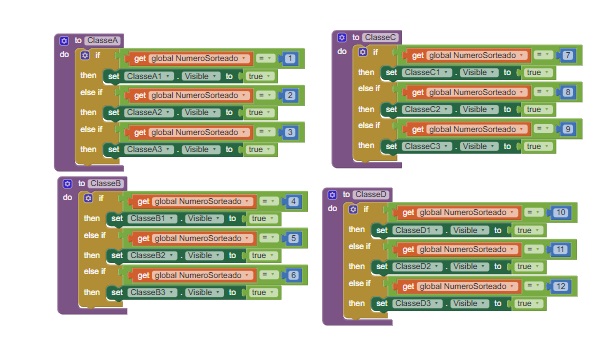 to ClasseA
do if get global NumeroSorteado = 1
then set ClasseA1 . Visible to true
else if get global NumeroSorteado = 2
then set ClasseA2 . Visible to true
else if get global NumeroSorteado = 3
then set ClasseA3 . Visible to true
to ClasseB
do if get global NumeroSorteado = 4
then set ClasseB1 . Visible to true
else if get global NumeroSorteado = 5
then set ClasseB2 . Visible to true
else if get global NumeroSorteado = 6
then set ClasseB3 . Visible to true
to ClasseC
do if get global NumeroSorteado = 7
then set ClasseC1 . Visible to true
else if get global NumeroSorteado = 8
then set ClasseC2 . Visible to true
else if get global NumeroSorteado = 9
then set ClasseC3 . Visible to true
to ClasseD
do if get global NumeroSorteado = 10
then set ClasseD1 . Visible to true
else if get global NumeroSorteado = 11
then set ClasseD2 . Visible to true
else if get global NumeroSorteado = 12
then set ClasseD3 . Visible to true